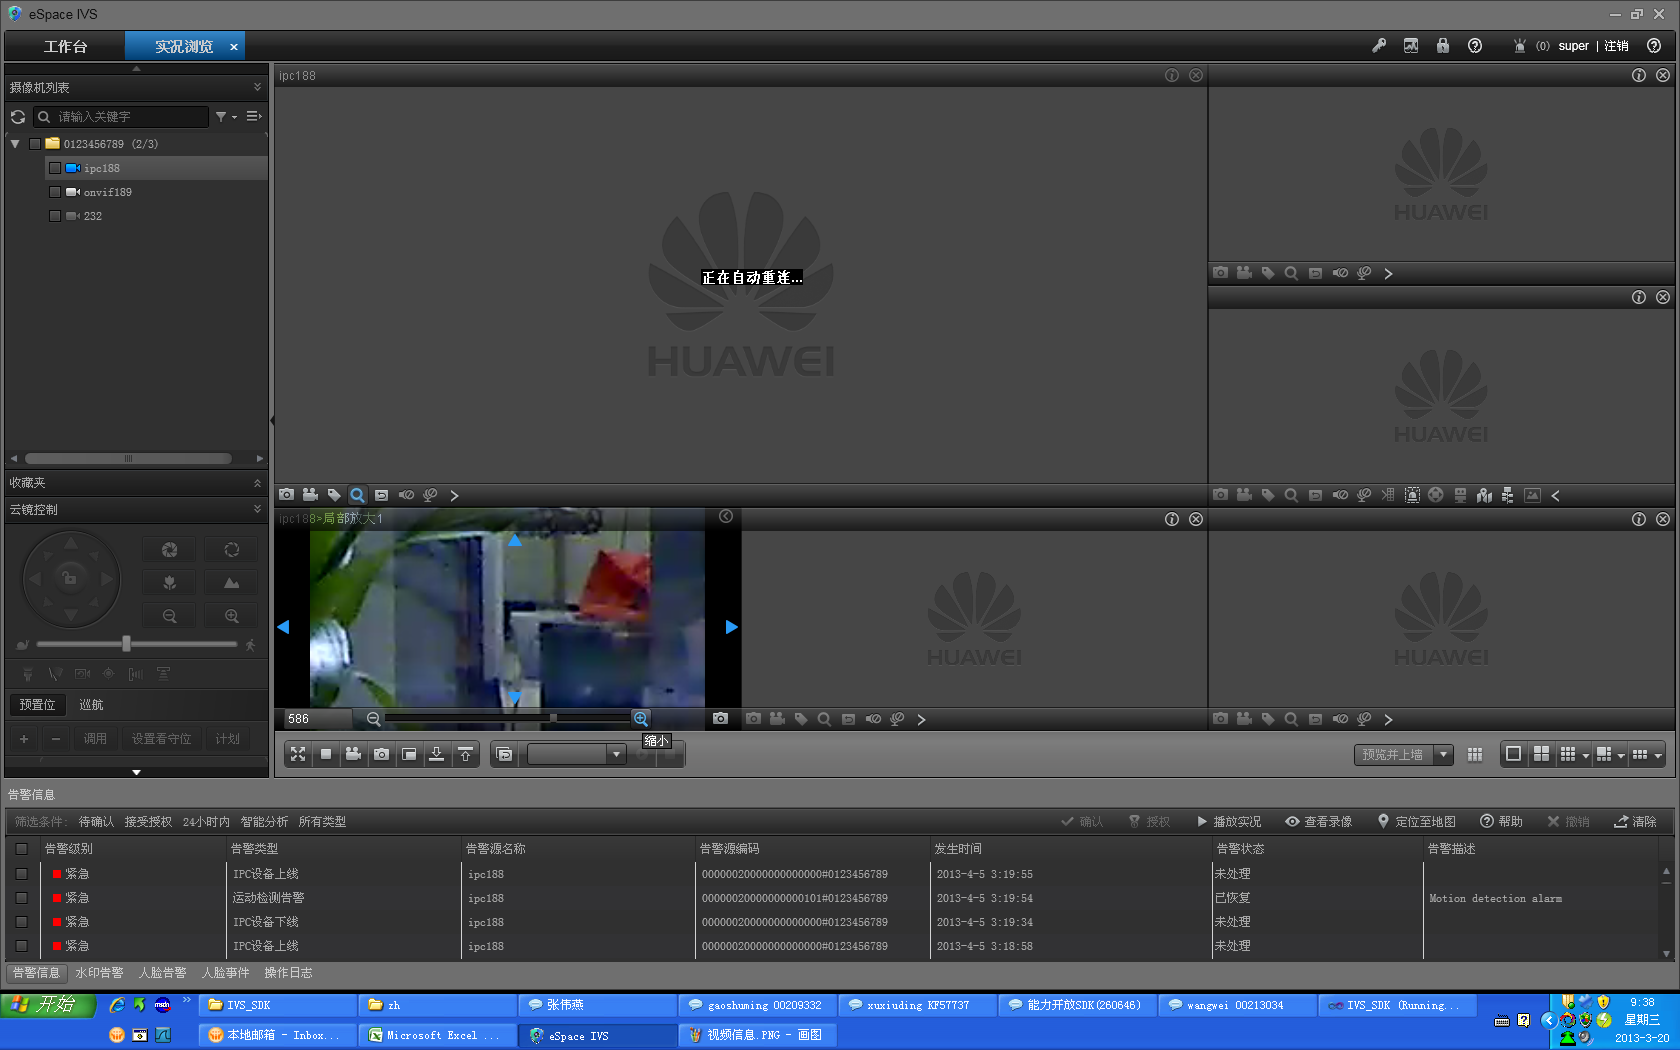 eSpace IVS
工作台 实况浏览 ×
(0) super | 注销
摄像机列表
请输入关键字
0123456789 (2/3)
ipc188
onvif189
232
收藏夹
云镜控制
预置位 巡航
调用 设置看守位 计划
ipc188
HUAWEI
正在自动重连...
HUAWEI
HUAWEI
ipc188>局部放大1
586
缩小
HUAWEI
HUAWEI
预览并上墙
告警信息
筛选条件: 待确认 接受授权 24小时内 智能分析 所有类型
确认 授权 播放实况 查看录像 定位至地图 帮助 撤销 清除
告警级别 告警类型 告警源名称 告警源编码 发生时间 告警状态 告警描述
紧急 IPC设备上线 ipc188 00000020000000000000#0123456789 2013-4-5 3:19:55 未处理
紧急 运动检测告警 ipc188 00000020000000000101#0123456789 2013-4-5 3:19:54 已恢复 Motion detection alarm
紧急 IPC设备下线 ipc188 00000020000000000000#0123456789 2013-4-5 3:19:34 未处理
紧急 IPC设备上线 ipc188 00000020000000000000#0123456789 2013-4-5 3:18:58 未处理
告警信息 水印告警 人脸告警 人脸事件 操作日志
开始
msdn
IVS_SDK zh 张伟燕 gaoshuming 00209332 xuxiuding KF57737 能力开放SDK(260646) wangwei 00213034 IVS_SDK (Running...
本地邮箱 - Inbox... Microsoft Excel ... eSpace IVS 视频信息.PNG - 画图
9:38
星期三
2013-3-20